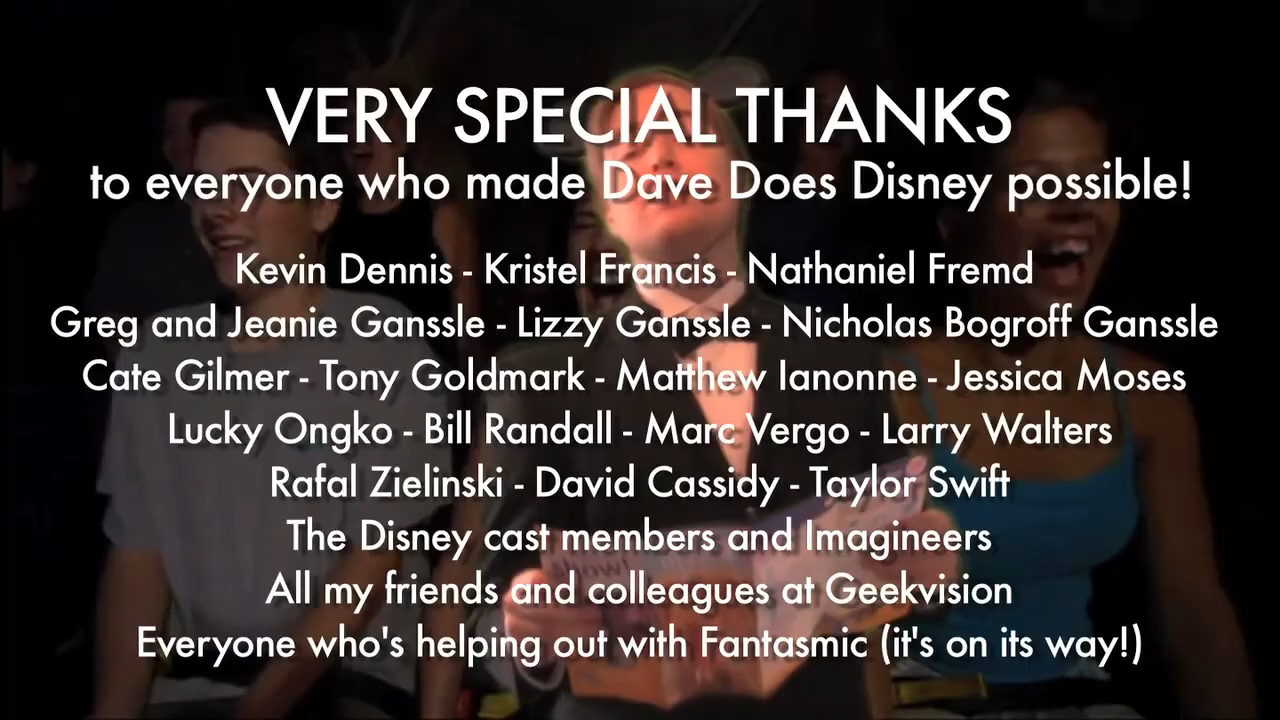 VERY SPECIAL THANKS
to everyone who made Dave Does Disney possible!
Kevin Dennis - Kristel Francis - Nathaniel Fremd
Greg and Jeanie Ganssle - Lizzy Ganssle - Nicholas Bogroff Ganssle
Cate Gilmer - Tony Goldmark - Matthew Ianonne - Jessica Moses
Lucky Ongko - Bill Randall - Marc Vergo - Larry Walters
Rafal Zielinski - David Cassidy - Taylor Swift
The Disney cast members and Imagineers
All my friends and colleagues at Geekvision
Everyone who's helping out with Fantasmic (it's on its way!)